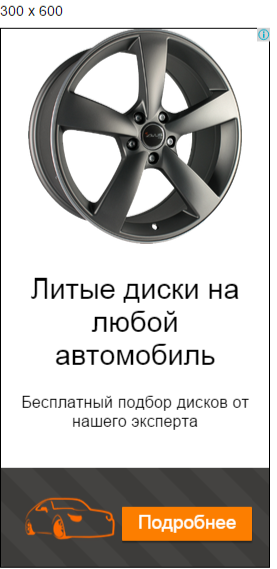 300 x 600
Литые диски на
любой
автомобиль
Бесплатный подбор дисков от
нашего эксперта
Подробнее